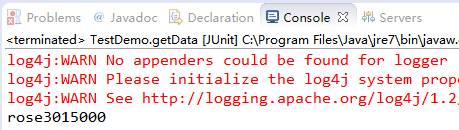 Problems @ Javadoc Declaration Console Servers
<terminated> TestDemo.getData [JUnit] C:\Program Files\Java\jre7\bin\javaw.
log4j:WARN No appenders could be found for logger
log4j:WARN Please initialize the log4j system prope
log4j:WARN See http://logging.apache.org/log4j/1.2/
rose3015000